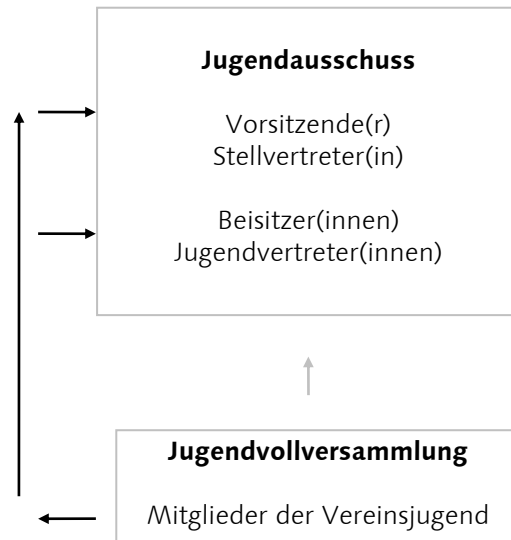 Jugendausschuss
Vorsitzende(r)
Stellvertreter(in)
Beisitzer(innen)
Jugendvertreter(innen)
Jugendvollversammlung
Mitglieder der Vereinsjugend